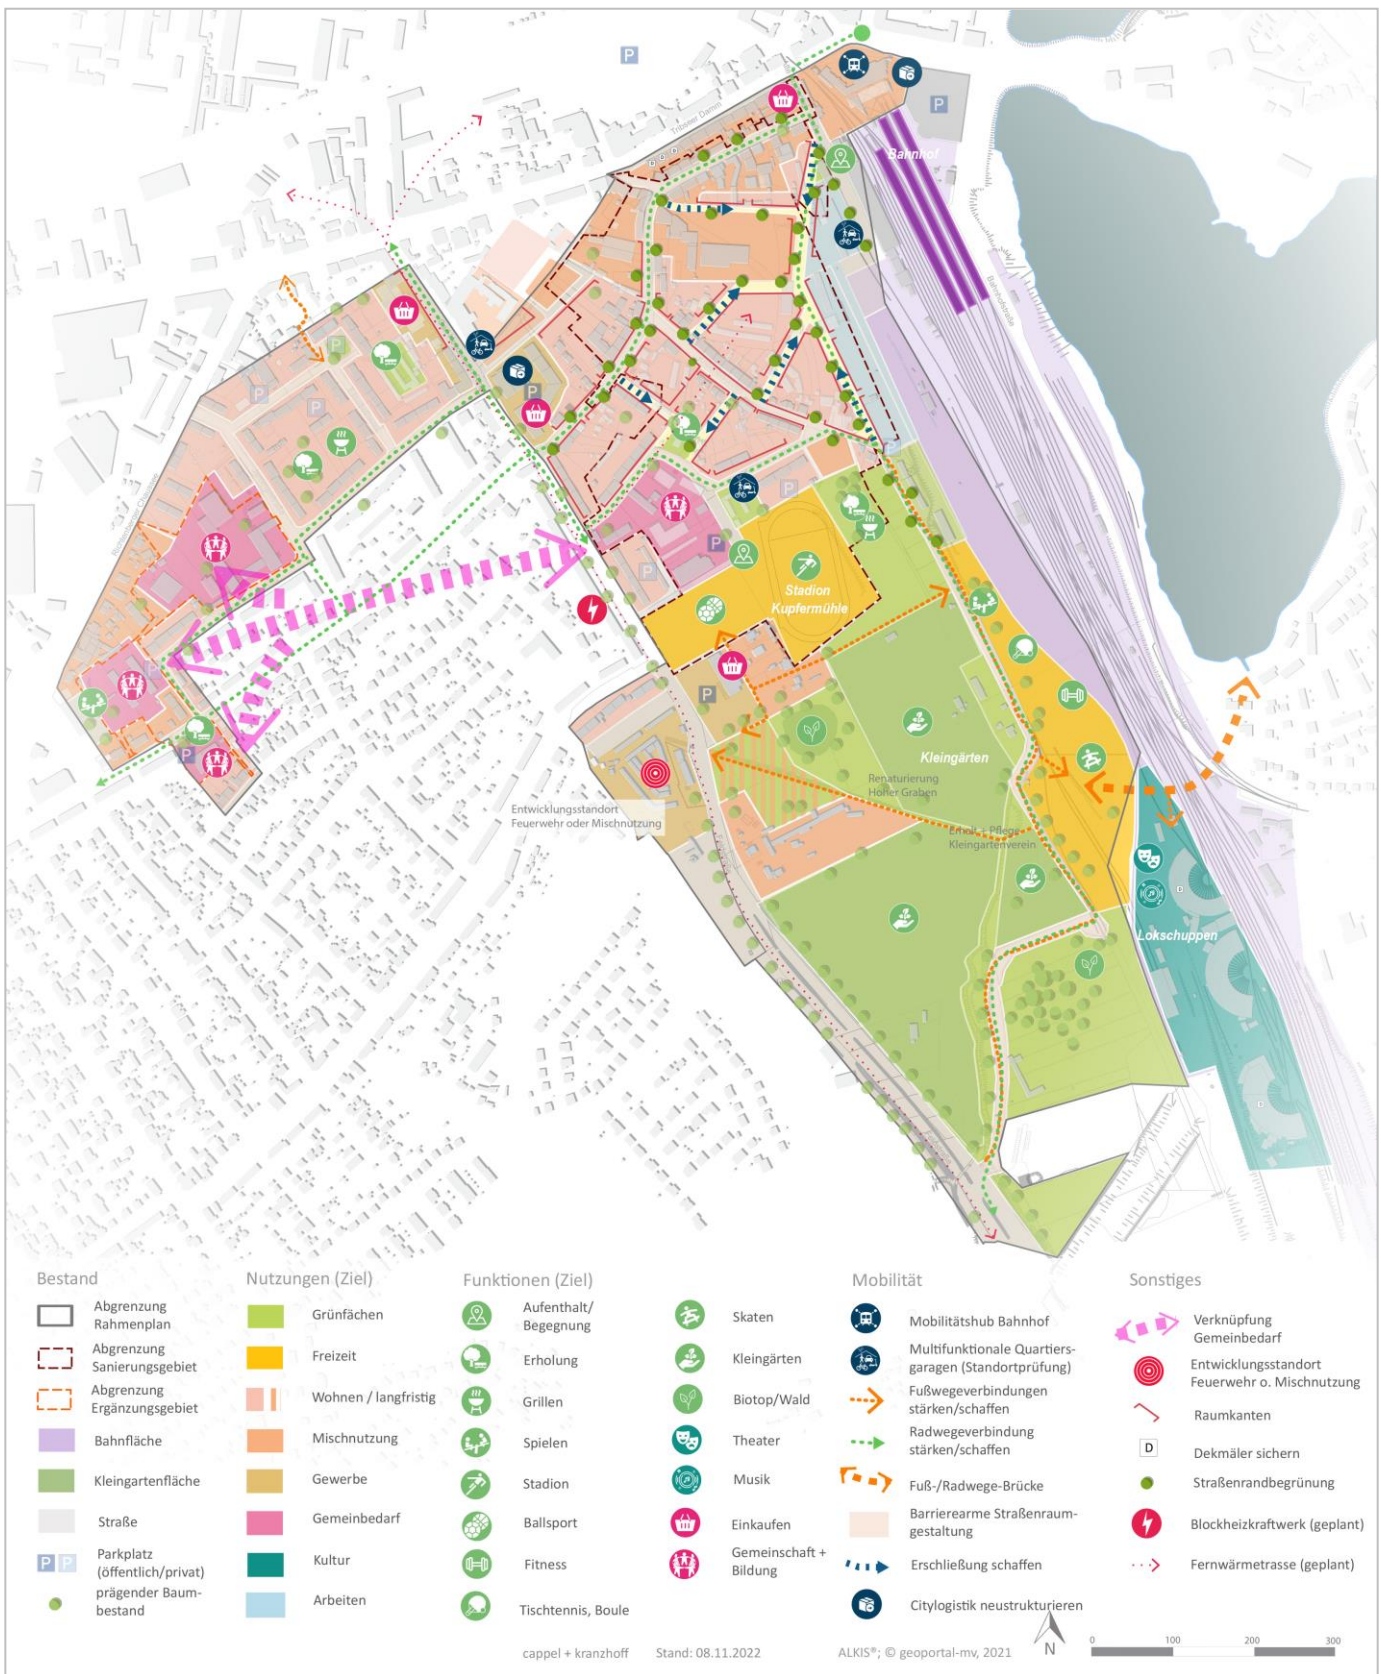 P
Tribseer Damm
P
Bahnhof
Bahnhofstraße
D
D
D
P
P
P
P
P
P
P
P
Stadion
Kupfermühle
P
P
Kleingärten
Renaturierung
Hoher Graben
Entwicklungsstandort
Feuerwehr oder Mischnutzung
Erhalt + Pflege
Kleingartenverein
D
Lokschuppen
D
Bestand
Abgrenzung
Rahmenplan
Abgrenzung
Sanierungsgebiet
Abgrenzung
Ergänzungsgebiet
Bahnfläche
Kleingartenfläche
Straße
P P
Parkplatz
(öffentlich/privat)
prägender Baum-
bestand
Nutzungen (Ziel)
Grünfächen
Freizeit
Wohnen / langfristig
Mischnutzung
Gewerbe
Gemeinbedarf
Kultur
Arbeiten
Funktionen (Ziel)
Aufenthalt/
Begegnung
Erholung
Grillen
Spielen
Stadion
Ballsport
Fitness
Tischtennis, Boule
Skaten
Kleingärten
Biotop/Wald
Theater
Musik
Einkaufen
Gemeinschaft +
Bildung
Mobilität
Mobilitätshub Bahnhof
Multifunktionale Quartiers-
garagen (Standortprüfung)
Fußwegeverbindungen
stärken/schaffen
Radwegeverbindung
stärken/schaffen
Fuß-/Radwege-Brücke
Barrierearme Straßenraum-
gestaltung
Erschließung schaffen
Citylogistik neustrukturieren
Sonstiges
Verknüpfung
Gemeinbedarf
Entwicklungsstandort
Feuerwehr o. Mischnutzung
Raumkanten
D
Dekmäler sichern
Straßenrandbegrünung
Blockheizkraftwerk (geplant)
Fernwärmetrasse (geplant)
cappel + kranzhoff
Stand: 08.11.2022
ALKIS®; © geoportal-mv, 2021
N
0
100
200
300